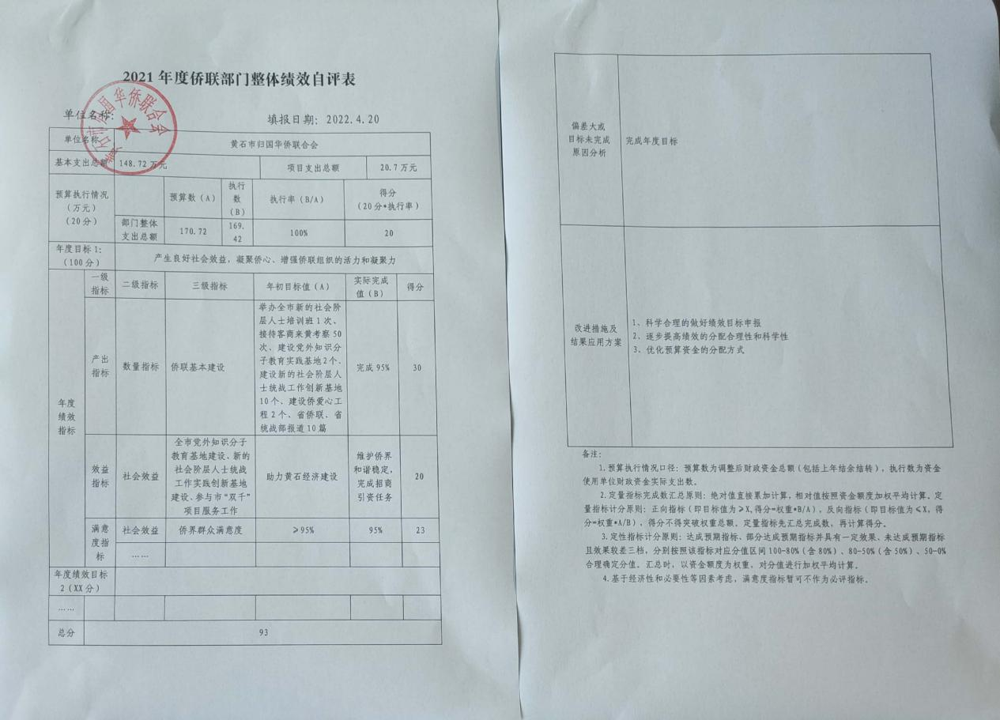 2021年度侨联部门整体绩效自评表
单位名称:
填报日期: 2022.4.20
单位名称 黄石市归国华侨联合会
基本支出总额 148.72万元 项目支出总额 20.7万元
预算执行情况
(万元)
(20分)
预算数(A)
执行
数
(B)
执行率(B/A)
得分
(20分*执行率)
部门整体
支出总额
170.72
169.
42
100%
20
年度目标1:
(100分)
产生良好社会效益,凝聚侨心、增强侨联组织的活力和凝聚力
年度
绩效
指标
一级
指标
二级指标
三级指标
年初目标值(A)
实际完成
值(B)
得分
产出
指标
数量指标
侨联基本建设
举办全市新的社会阶
层人士培训班1次、
接待客商来黄考察50
次、建设党外知识分
子教育实践基地2个、
建设新的社会阶层人
士统战工作创新基地
10个、建设侨爱心工
程2个、省侨联、省
统战部报道10篇
完成95%
30
效益
指标
社会效益
全市党外知识分子
教育基地建设、新的
社会阶层人士统战
工作实践创新基地
建设、参与市“双千”
项目服务工作
助力黄石经济建设
维护侨界
和谐稳定,
完成招商
引资任务
20
满意
度指
标
社会效益
侨界群众满意度
≥95%
95%
23
……
年度绩效目标
2(XX分)
……
总分
93
黄石市归国华侨联合会
偏差大或
目标未完成
原因分析
完成年度目标
改进措施及
结果应用方案
1、科学合理的做好绩效目标申报
2、逐步提高绩效的分配合理性和科学性
3、优化预算资金的分配方式
备注:
1.预算执行情况口径:预算数为调整后财政资金总额(包括上年结余结转),执行数为资金
使用单位财政资金实际支出数。
2.定量指标完成数汇总原则:绝对值直接累加计算,相对值按照资金额度加权平均计算。定
量指标计分原则:正向指标(即目标值为≥X,得分=权重*B/A),反向指标(即目标值为≤X,得
分=权重*A/B),得分不得突破权重总额。定量指标先汇总完成数,再计算得分。
3.定性指标计分原则:达成预期指标、部分达成预期指标并具有一定效果、未达成预期指标
且效果较差三档,分别按照该指标对应分值区间100-80%(含80%)、80-50%(含50%)、50-0%
合理确定分值。汇总时,以资金额度为权重,对分值进行加权平均计算。
4.基于经济性和必要性等因素考虑,满意度指标暂可不作为必评指标。